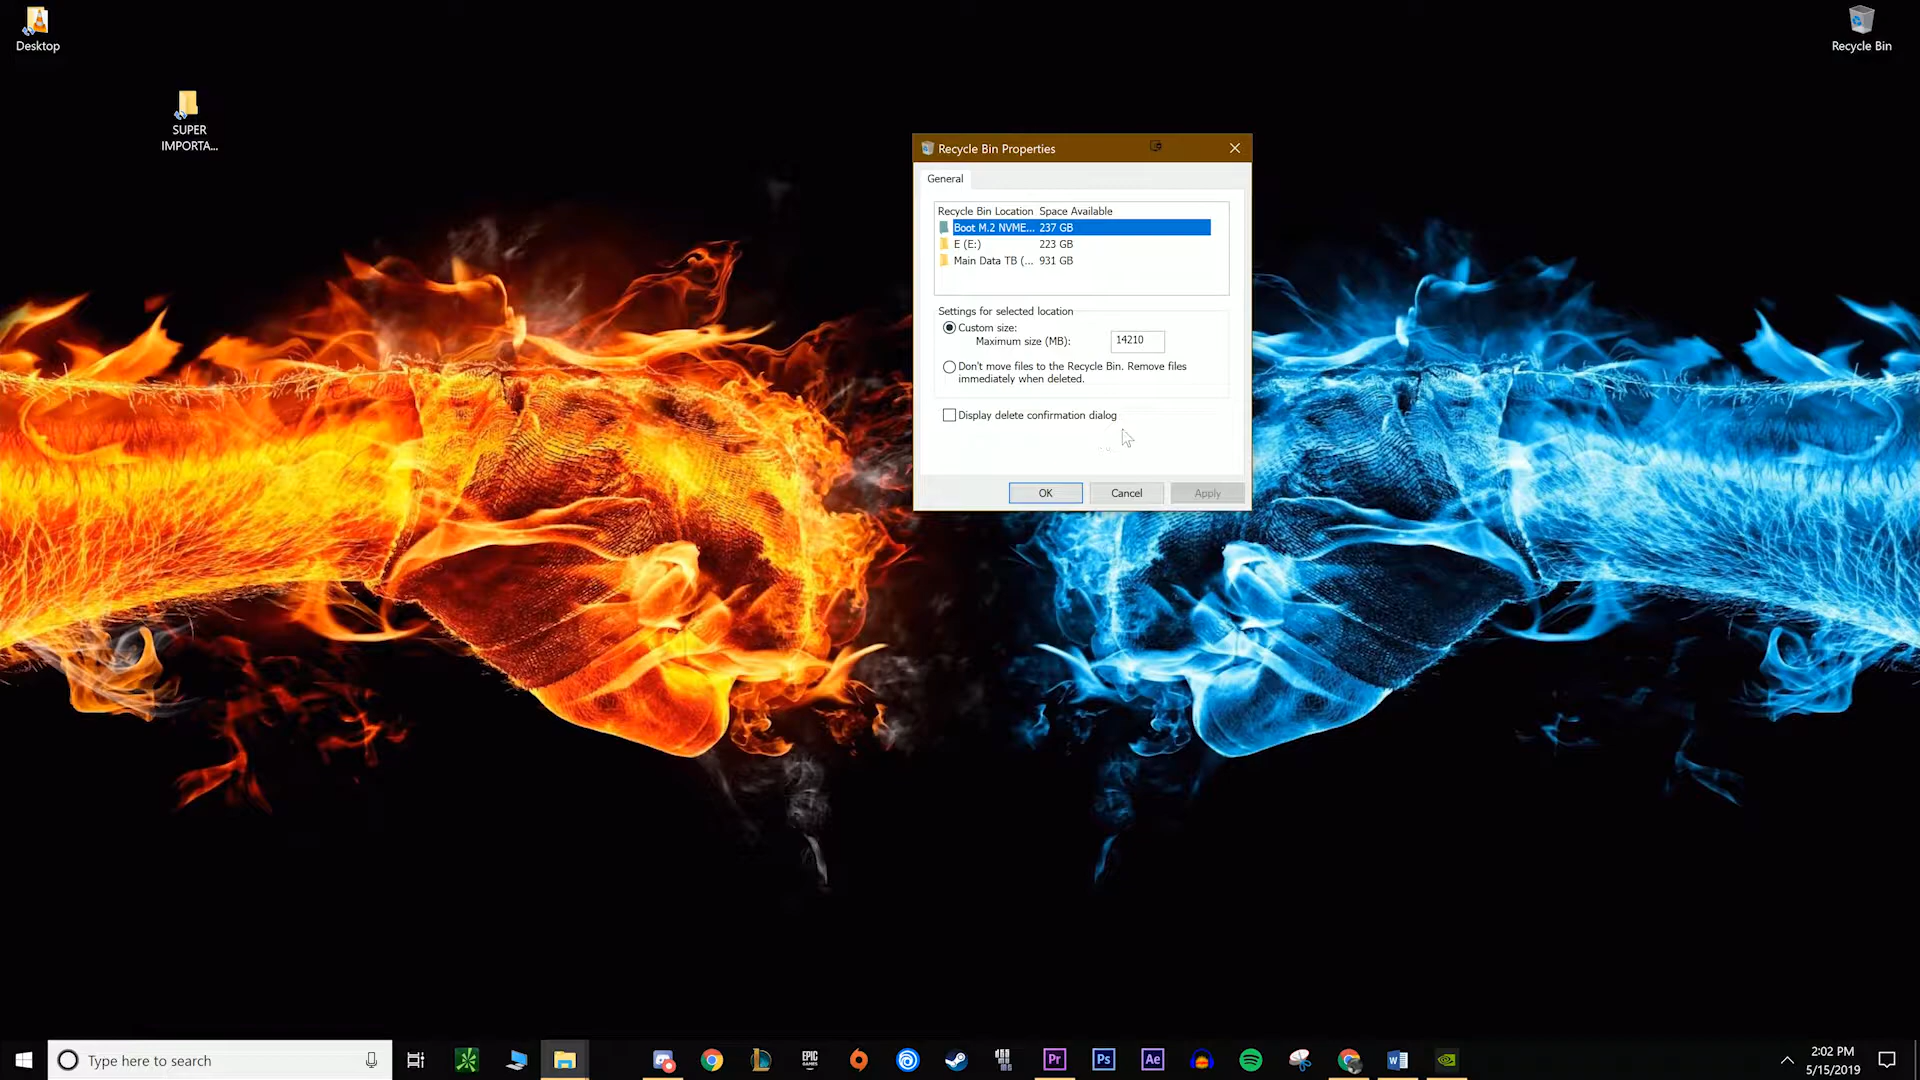 Desktop
Recycle Bin
SUPER
IMPORTA...
Recycle Bin Properties
General
Recycle Bin Location Space Available
Boot M.2 NVME... 237 GB
E (E:) 223 GB
Main Data TB (... 931 GB
Settings for selected location
Custom size:
Maximum size (MB): 14210
Don't move files to the Recycle Bin. Remove files
immediately when deleted.
Display delete confirmation dialog
OK Cancel Apply
Type here to search
EPIC
GAMES
Pr
Ps
Ae
2:02 PM
5/15/2019